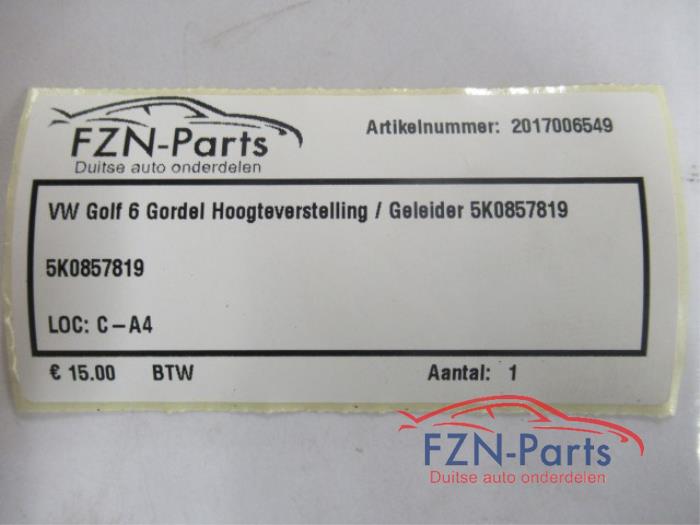 FZN-Parts
Duitse auto onderdelen
Artikelnummer: 2017006549
VW Golf 6 Gordel Hoogteverstelling / Geleider 5K0857819
5K0857819
LOC: C-A4
€ 15.00 BTW Aantal: 1
FZN-Parts
Duitse auto onderdelen